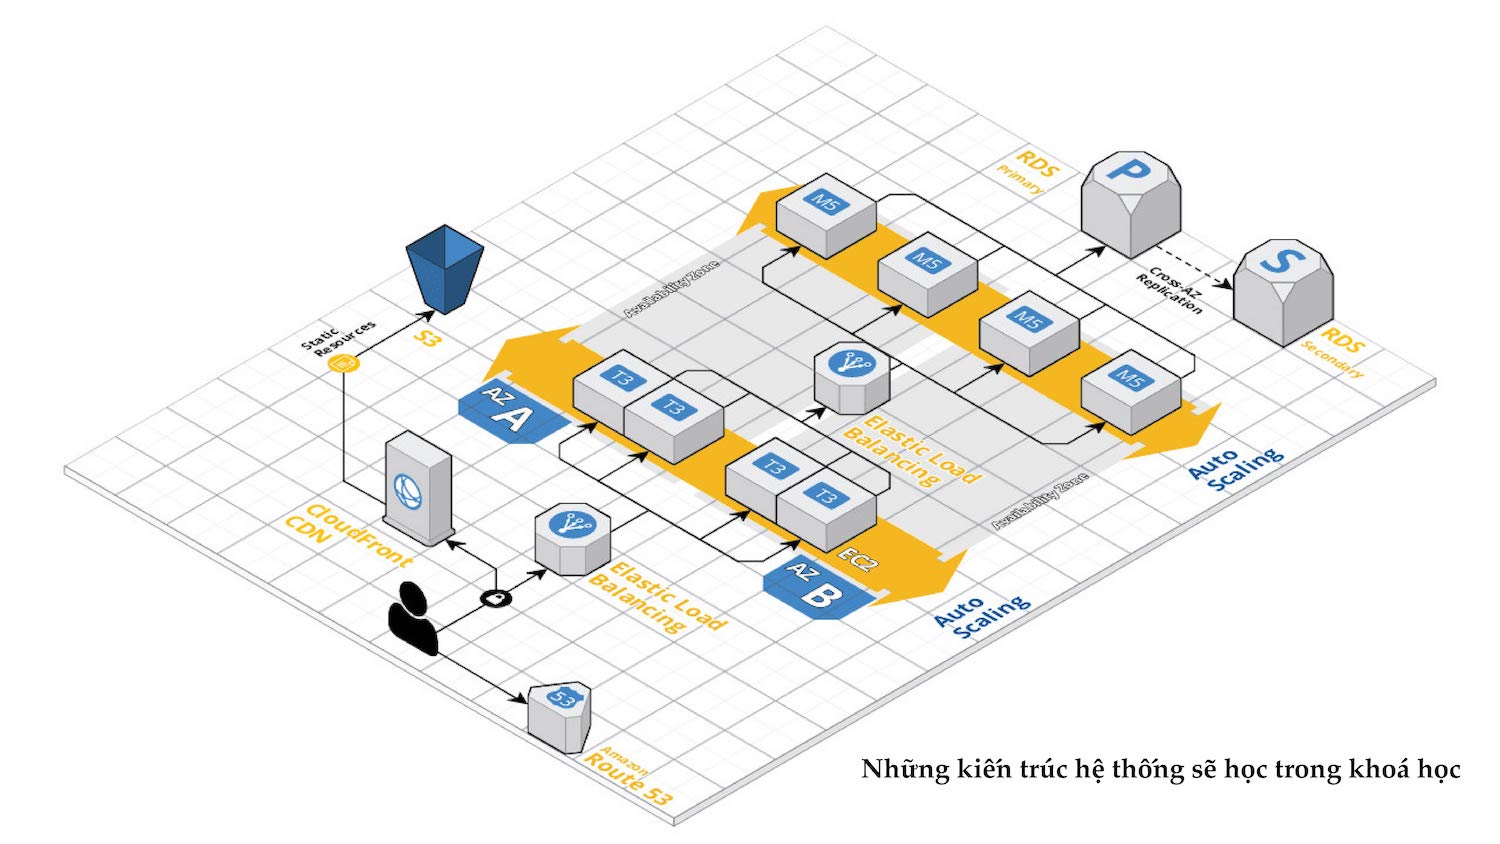 RDS
Primary
P
M5
M5
M5
M5
S
Cross-AZ
Replication
RDS
Secondary
Availability Zone
Static
Resources
S3
AZ
A
T3
T3
T3
T3
Elastic Load
Balancing
Availability Zone
Auto
Scaling
CloudFront
CDN
EC2
AZ
B
Elastic Load
Balancing
Auto
Scaling
53
Amazon
Route 53
Những kiến trúc hệ thống sẽ học trong khoá học